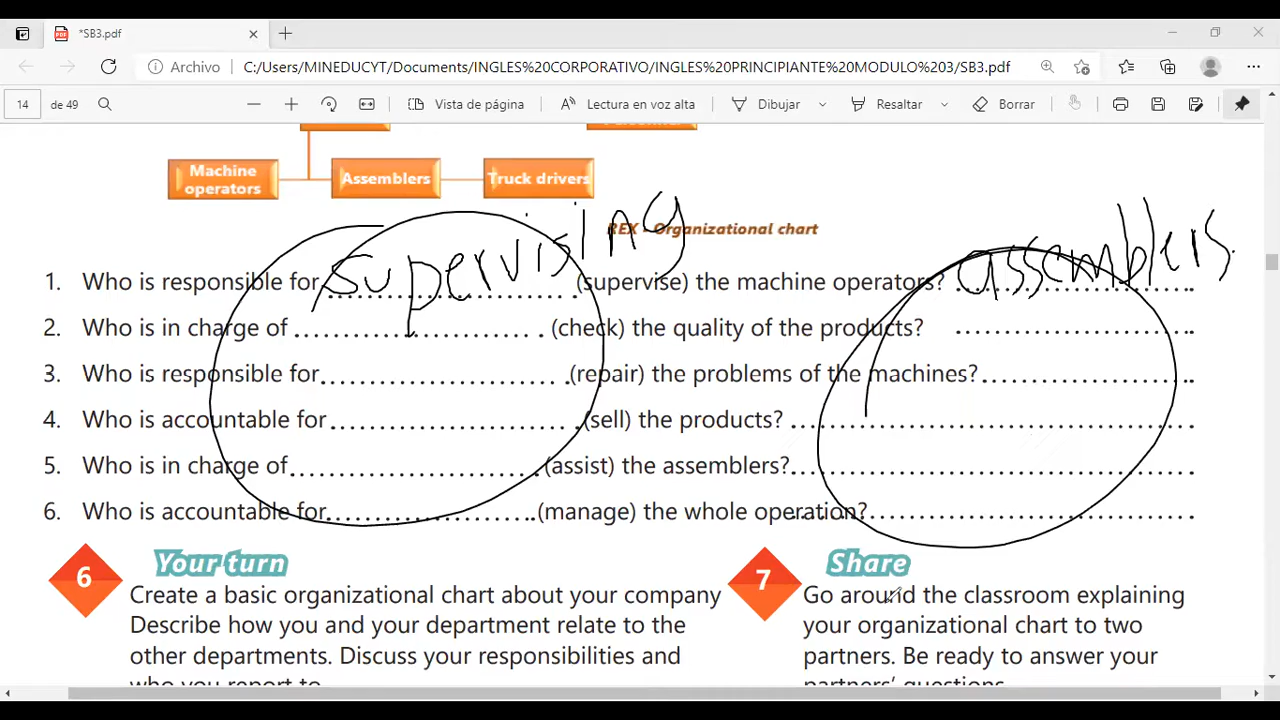 *SB3.pdf
Archivo C:/Users/MINEDUCYT/Documents/INGLES%20CORPORATIVO/INGLES%20PRINCIPIANTE%20MODULO%203/SB3.pdf
14 de 49 Vista de página Lectura en voz alta Dibujar Resaltar Borrar
Machine operators Assemblers Truck drivers
REX - Organizational chart
1. Who is responsible for supervising (supervise) the machine operators? assemblers.
2. Who is in charge of ........................ (check) the quality of the products? ........................
3. Who is responsible for ........................ (repair) the problems of the machines? ........................
4. Who is accountable for ........................ (sell) the products? ........................
5. Who is in charge of ........................ (assist) the assemblers? ........................
6. Who is accountable for ........................ (manage) the whole operation? ........................
6 Your turn
Create a basic organizational chart about your company
Describe how you and your department relate to the
other departments. Discuss your responsibilities and
who you report to.
7 Share
Go around the classroom explaining
your organizational chart to two
partners. Be ready to answer your
partners' questions.